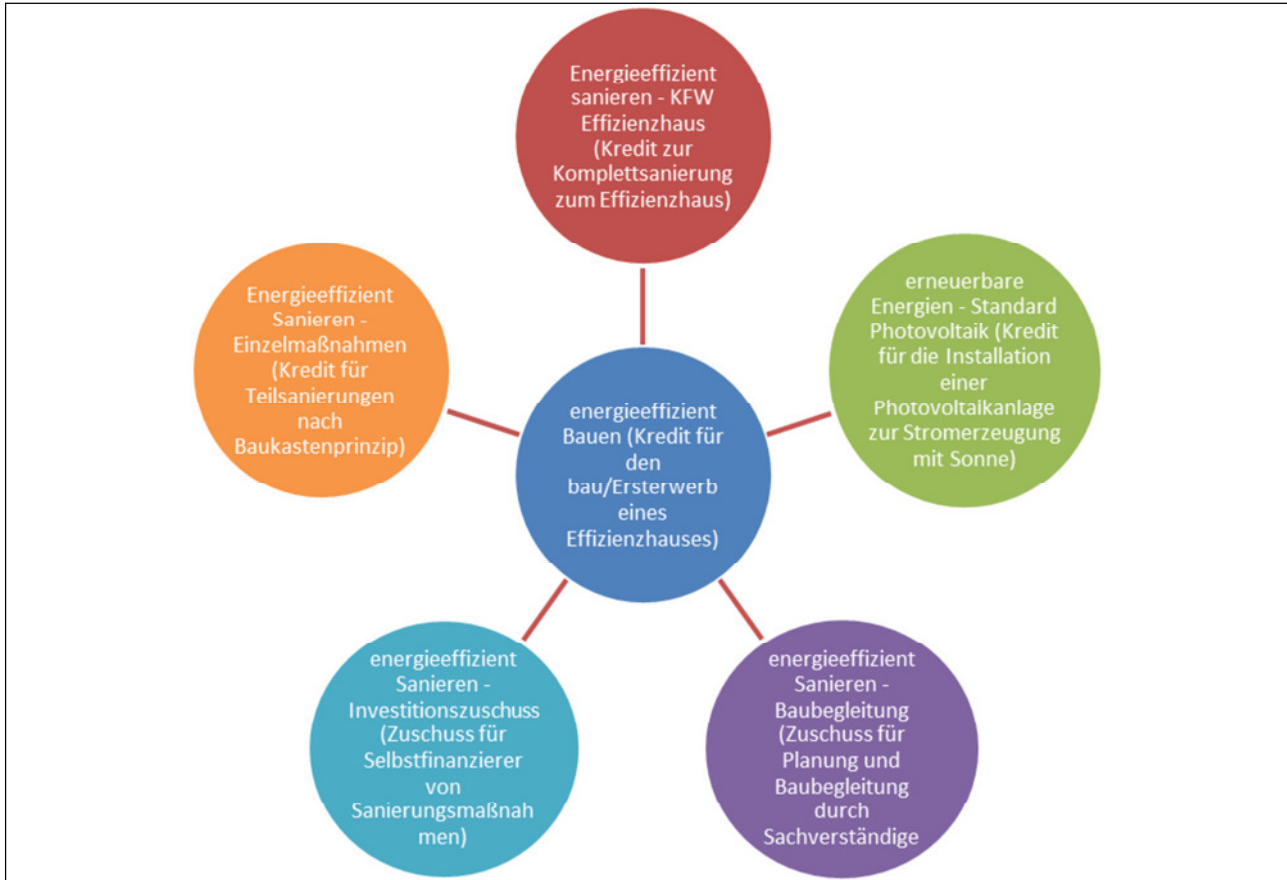 Energieeffizient
sanieren - KFW
Effizienzhaus
(Kredit zur
Komplettsanierung
zum Effizienzhaus)
Energieeffizient
Sanieren -
Einzelmaßnahmen
(Kredit für
Teilsanierungen
nach
Baukastenprinzip)
erneuerbare
Energien - Standard
Photovoltaik (Kredit
für die Installation
einer
Photovoltaikanlage
zur Stromerzeugung
mit Sonne)
energieeffizient
Bauen (Kredit für
den
bau/Ersterwerb
eines
Effizienzhauses)
energieeffizient
Sanieren -
Investitionszuschuss
(Zuschuss für
Selbstfinanzierer
von
Sanierungsmaßnah
men)
energieeffizient
Sanieren -
Baubegleitung
(Zuschuss für
Planung und
Baubegleitung
durch
Sachverständige